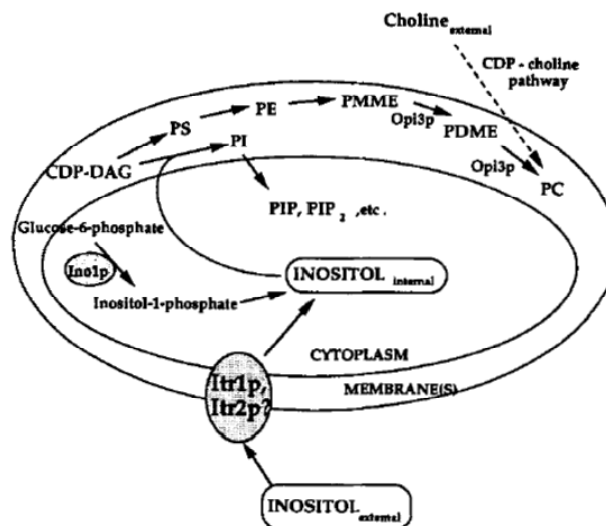 Choline external
CDP - choline
pathway
PS
PE
PMME
Opi3p
PDME
CDP-DAG
PI
Opi3p
PC
PIP, PIP 2 ,etc.
Glucose-6-phosphate
Ino1p
INOSITOL internal
Inositol-1-phosphate
CYTOPLASM
Itr1p,
MEMBRANE(S)
Itr2p?
INOSITOL external